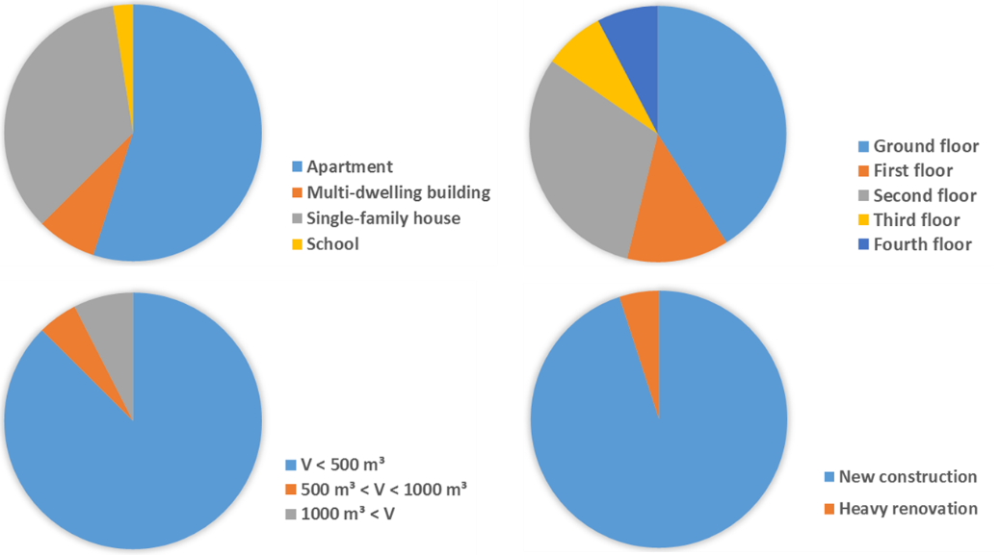 Apartment
Multi-dwelling building
Single-family house
School
Ground floor
First floor
Second floor
Third floor
Fourth floor
V < 500 m³
500 m³ < V < 1000 m³
1000 m³ < V
New construction
Heavy renovation